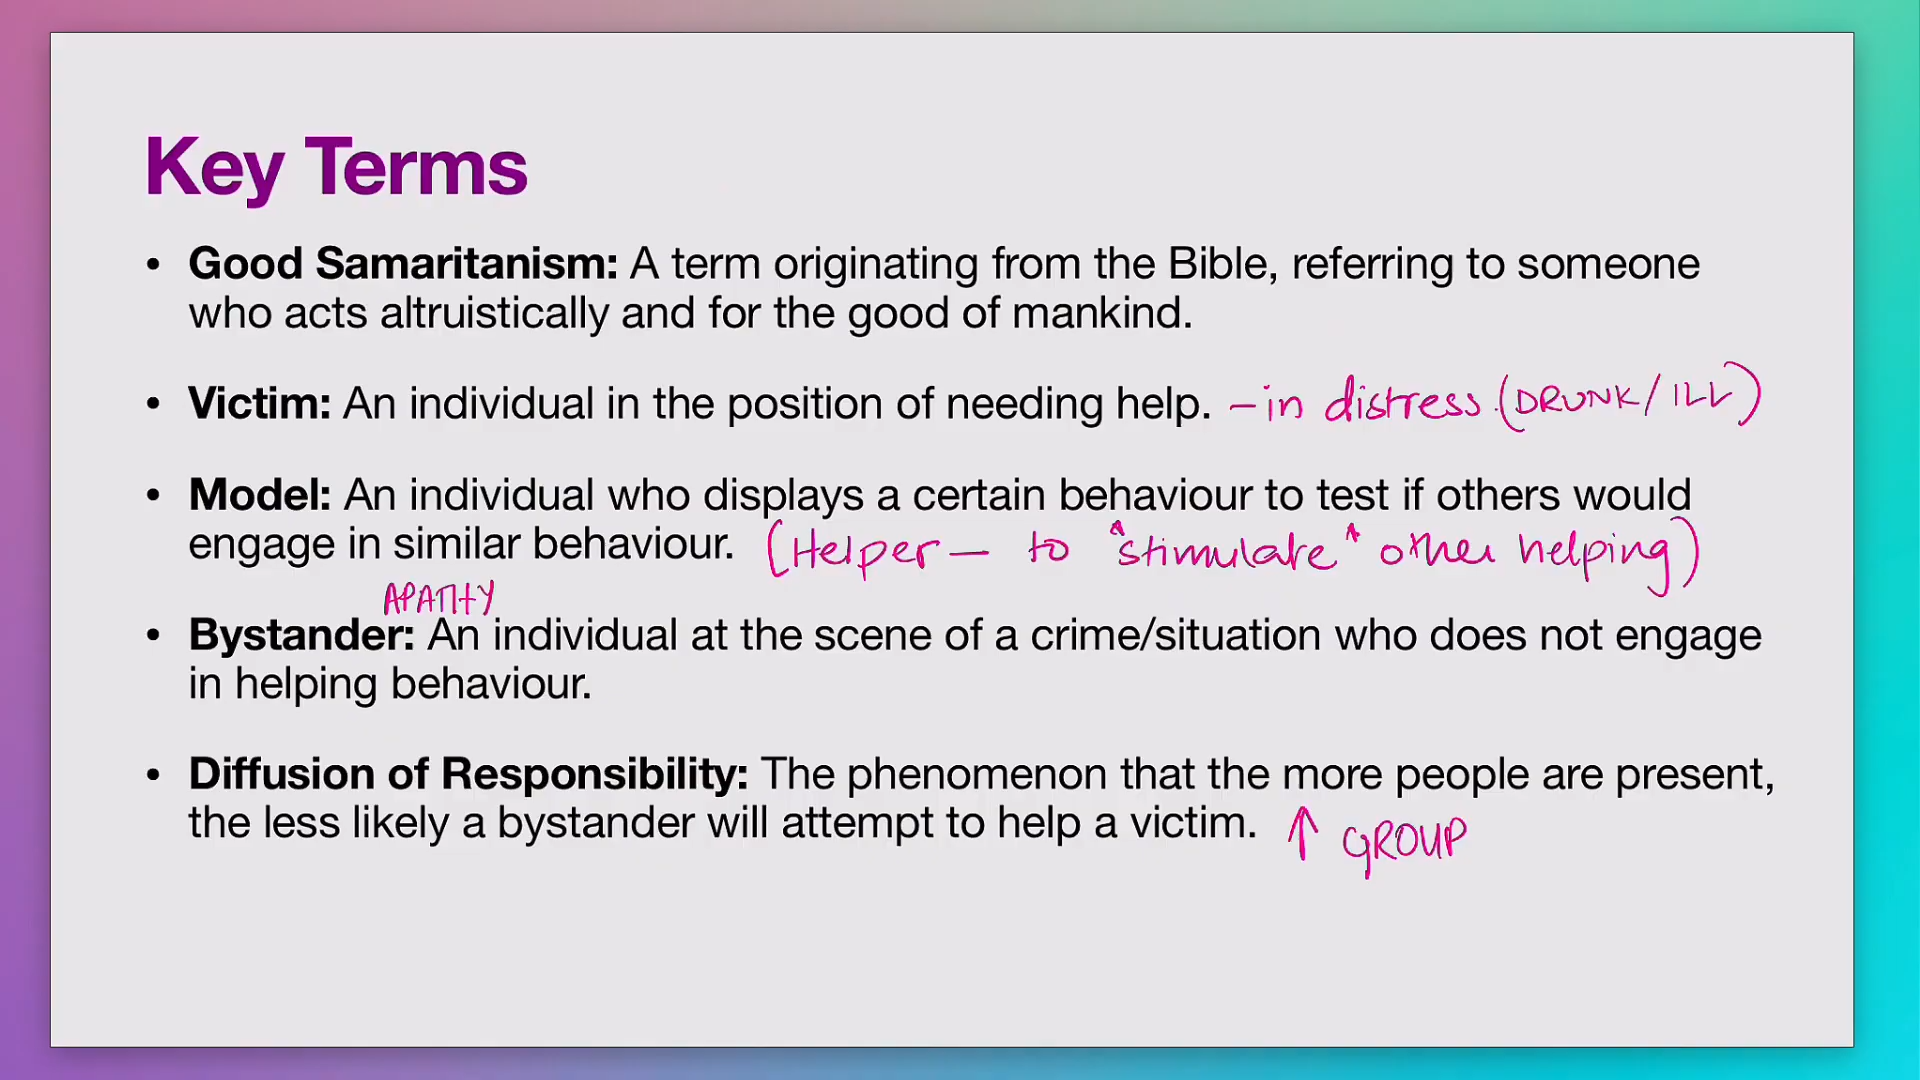 Key Terms
• Good Samaritanism: A term originating from the Bible, referring to someone
who acts altruistically and for the good of mankind.
• Victim: An individual in the position of needing help. - in distress (DRUNK/ILL)
• Model: An individual who displays a certain behaviour to test if others would
engage in similar behaviour. (Helper — to "stimulate" other helping)
APATHY
• Bystander: An individual at the scene of a crime/situation who does not engage
in helping behaviour.
• Diffusion of Responsibility: The phenomenon that the more people are present,
the less likely a bystander will attempt to help a victim. ↑ GROUP